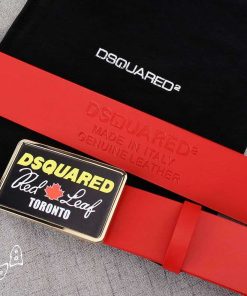 DSQUARED²
DSQUARED²
MADE IN ITALY
GENUINE LEATHER
DSQUARED
Red Leaf
TORONTO